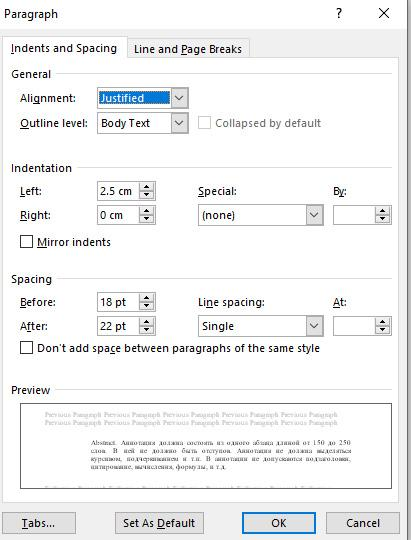 Paragraph ? ×
Indents and Spacing Line and Page Breaks
General
Alignment: Justified
Outline level: Body Text Collapsed by default
Indentation
Left: 2.5 cm Special: By:
Right: 0 cm (none)
Mirror indents
Spacing
Before: 18 pt Line spacing: At:
After: 22 pt Single
Don't add space between paragraphs of the same style
Preview
Previous Paragraph Previous Paragraph Previous Paragraph Previous Paragraph Previous Paragraph
Previous Paragraph Previous Paragraph Previous Paragraph Previous Paragraph Previous Paragraph
Abstract. Аннотация должна состоять из одного абзаца длиной от 150 до 250
слов. В ней не должно быть отступов. Аннотация не должна выделяться
курсивом, подчеркиванием и т.п. В аннотации не допускаются подзаголовки,
цитирование, вычисления, формулы, и т.д.
Tabs... Set As Default OK Cancel